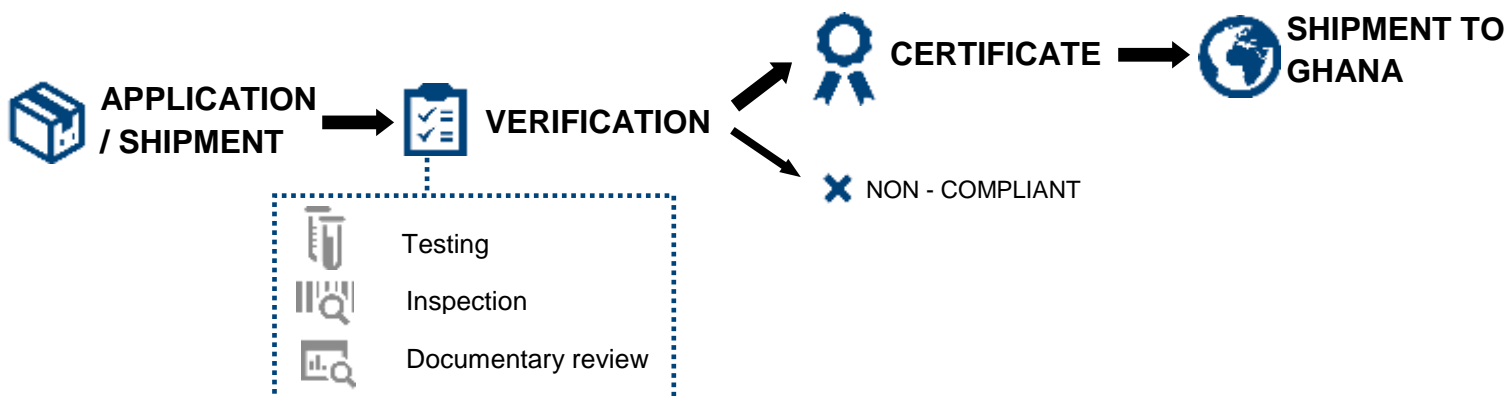 APPLICATION
/ SHIPMENT
VERIFICATION
CERTIFICATE
SHIPMENT TO
GHANA
NON - COMPLIANT
Testing
Inspection
Documentary review